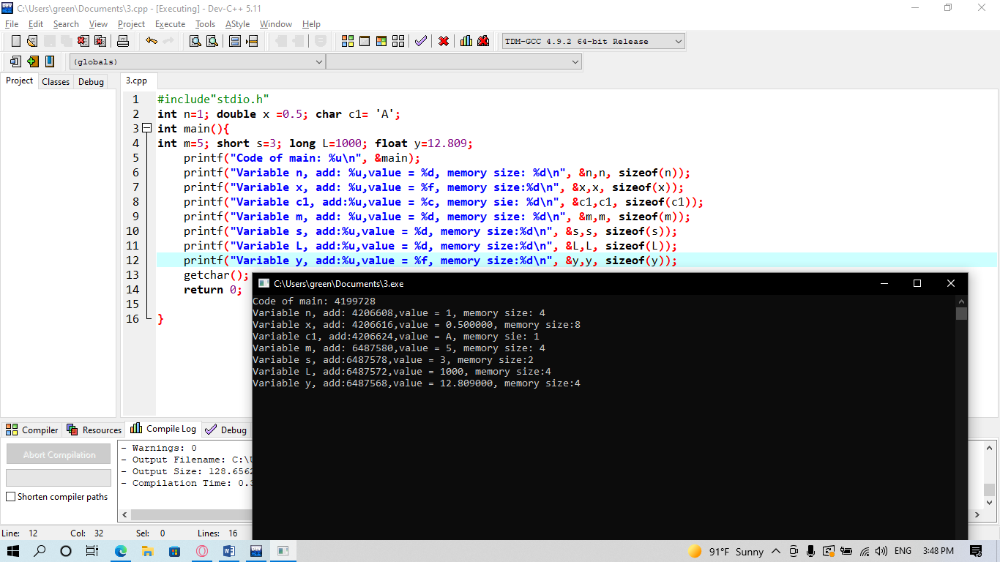 C:\Users\green\Documents\3.cpp - [Executing] - Dev-C++ 5.11
File Edit Search View Project Execute Tools AStyle Window Help
TDM-GCC 4.9.2 64-bit Release
(globals)
Project Classes Debug 3.cpp
1 #include"stdio.h"
2 int n=1; double x =0.5; char c1= 'A';
3 int main(){
4 int m=5; short s=3; long L=1000; float y=12.809;
5 printf("Code of main: %u\n", &main);
6 printf("Variable n, add: %u,value = %d, memory size: %d\n", &n,n, sizeof(n));
7 printf("Variable x, add: %u,value = %f, memory size:%d\n", &x,x, sizeof(x));
8 printf("Variable c1, add:%u,value = %c, memory sie: %d\n", &c1,c1, sizeof(c1));
9 printf("Variable m, add: %u,value = %d, memory size: %d\n", &m,m, sizeof(m));
10 printf("Variable s, add:%u,value = %d, memory size:%d\n", &s,s, sizeof(s));
11 printf("Variable L, add:%u,value = %d, memory size:%d\n", &L,L, sizeof(L));
12 printf("Variable y, add:%u,value = %f, memory size:%d\n", &y,y, sizeof(y));
13 getchar();
14 return 0;
15
16 }
C:\Users\green\Documents\3.exe
Code of main: 4199728
Variable n, add: 4206608,value = 1, memory size: 4
Variable x, add: 4206616,value = 0.500000, memory size:8
Variable c1, add:4206624,value = A, memory sie: 1
Variable m, add: 6487580,value = 5, memory size: 4
Variable s, add:6487578,value = 3, memory size:2
Variable L, add:6487572,value = 1000, memory size:4
Variable y, add:6487568,value = 12.809000, memory size:4
Compiler Resources Compile Log Debug
Abort Compilation
Shorten compiler paths
- Warnings: 0
- Output Filename: C:\
- Output Size: 128.656
- Compilation Time: 0.
Line: 12 Col: 32 Sel: 0 Lines: 16
91°F Sunny ENG 3:48 PM